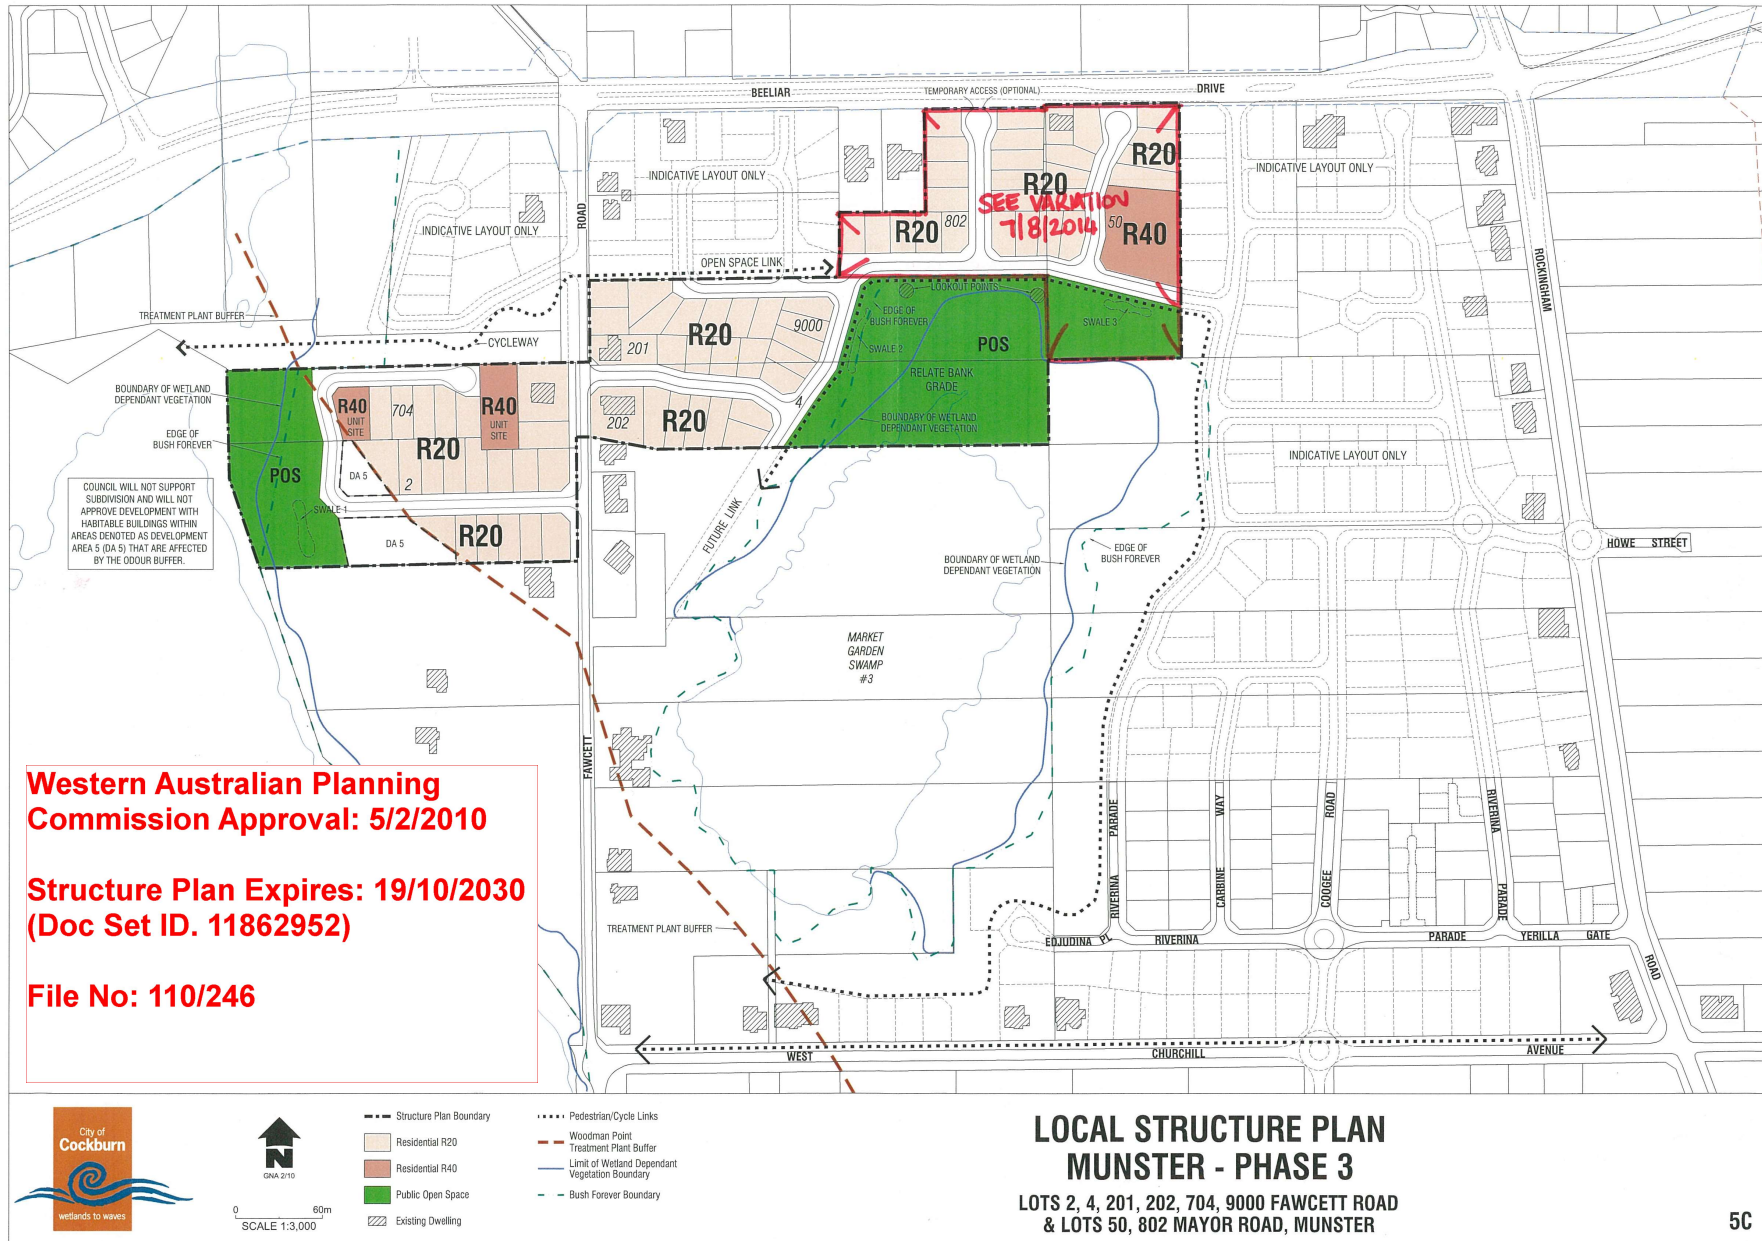 BEELIAR
TEMPORARY ACCESS (OPTIONAL)
DRIVE
INDICATIVE LAYOUT ONLY
INDICATIVE LAYOUT ONLY
INDICATIVE LAYOUT ONLY
ROAD
R20
R20
SEE VARIATION
7/8/2014
R20
802
50
R40
OPEN SPACE LINK
ROCKINGHAM
TREATMENT PLANT BUFFER
CYCLEWAY
LOOKOUT POINTS
EDGE OF
BUSH FOREVER
SWALE 3
SWALE 2
POS
RELATE BANK
GRADE
R20
9000
201
BOUNDARY OF WETLAND
DEPENDANT VEGETATION
R40
UNIT
SITE
704
R40
UNIT
SITE
202
R20
4
BOUNDARY OF WETLAND
DEPENDANT VEGETATION
EDGE OF
BUSH FOREVER
R20
INDICATIVE LAYOUT ONLY
POS
DA 5
2
SWALE 1
COUNCIL WILL NOT SUPPORT
SUBDIVISION AND WILL NOT
APPROVE DEVELOPMENT WITH
HABITABLE BUILDINGS WITHIN
AREAS DENOTED AS DEVELOPMENT
AREA 5 (DA 5) THAT ARE AFFECTED
BY THE ODOUR BUFFER.
DA 5
R20
FUTURE LINK
BOUNDARY OF WETLAND
DEPENDANT VEGETATION
EDGE OF
BUSH FOREVER
HOWE STREET
MARKET
GARDEN
SWAMP
#3
FAWCETT
Western Australian Planning
Commission Approval: 5/2/2010
Structure Plan Expires: 19/10/2030
(Doc Set ID. 11862952)
File No: 110/246
RIVERINA PARADE
CARBINE WAY
COOGEE ROAD
RIVERINA PARADE
TREATMENT PLANT BUFFER
EDJUDINA PL
RIVERINA
PARADE
YERILLA GATE
ROAD
WEST
CHURCHILL
AVENUE
City of
Cockburn
wetlands to waves
N
GNA 2/10
0 60m
SCALE 1:3,000
Structure Plan Boundary
Residential R20
Residential R40
Public Open Space
Existing Dwelling
Pedestrian/Cycle Links
Woodman Point
Treatment Plant Buffer
Limit of Wetland Dependant
Vegetation Boundary
Bush Forever Boundary
LOCAL STRUCTURE PLAN
MUNSTER - PHASE 3
LOTS 2, 4, 201, 202, 704, 9000 FAWCETT ROAD
& LOTS 50, 802 MAYOR ROAD, MUNSTER
5C